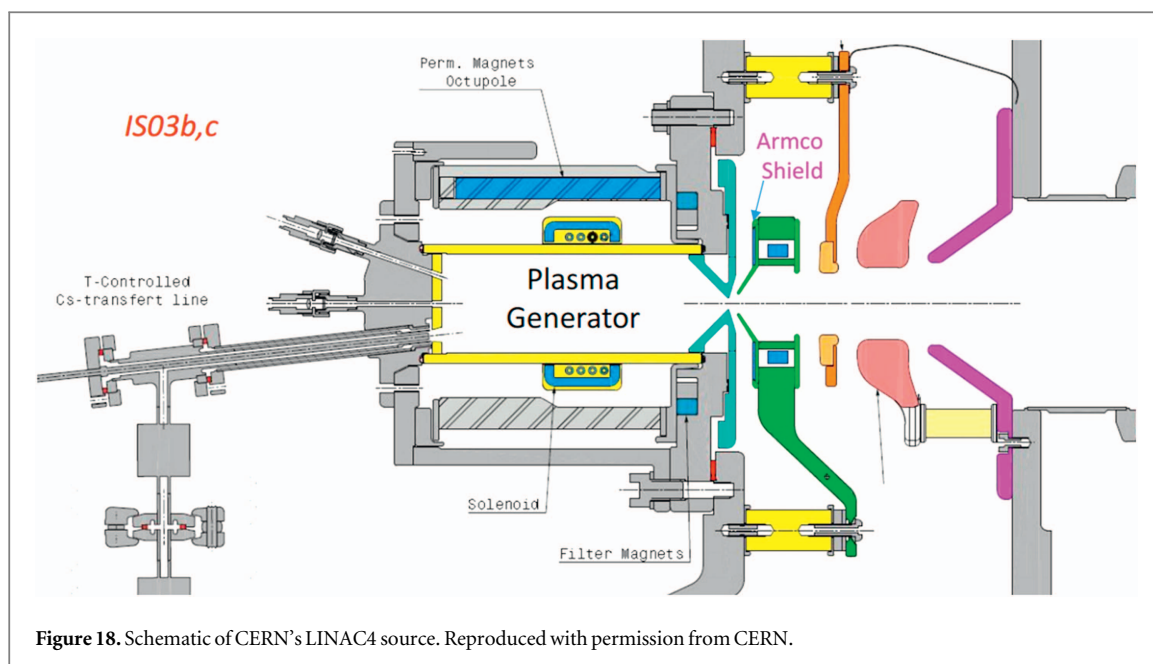 Perm. Magnets
Octupole
IS03b,c
Armco
Shield
T-Controlled
Cs-transfert line
Plasma
Generator
Solenoid
Filter Magnets
Figure 18. Schematic of CERN's LINAC4 source. Reproduced with permission from CERN.